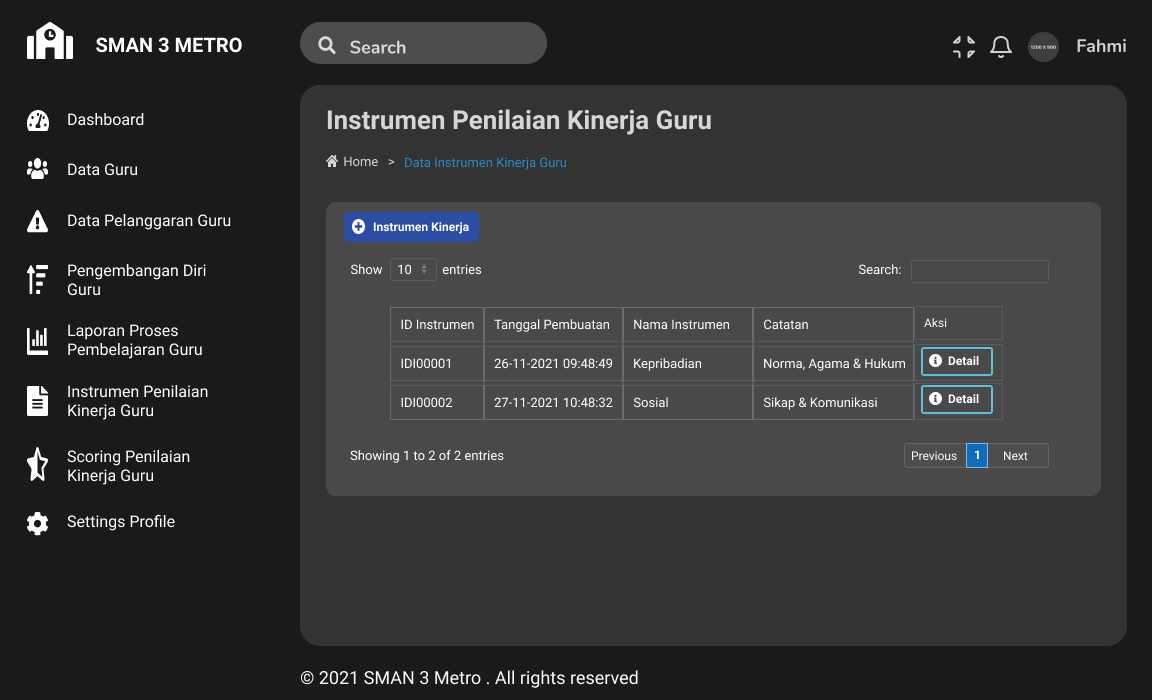 SMAN 3 METRO
Search
1200 x 900
Fahmi
Dashboard
Data Guru
Data Pelanggaran Guru
Pengembangan Diri
Guru
Laporan Proses
Pembelajaran Guru
Instrumen Penilaian
Kinerja Guru
Scoring Penilaian
Kinerja Guru
Settings Profile
Instrumen Penilaian Kinerja Guru
Home > Data Instrumen Kinerja Guru
Instrumen Kinerja
Show 10 entries Search:
ID Instrumen Tanggal Pembuatan Nama Instrumen Catatan Aksi
IDI00001 26-11-2021 09:48:49 Kepribadian Norma, Agama & Hukum Detail
IDI00002 27-11-2021 10:48:32 Sosial Sikap & Komunikasi Detail
Showing 1 to 2 of 2 entries Previous 1 Next
© 2021 SMAN 3 Metro . All rights reserved